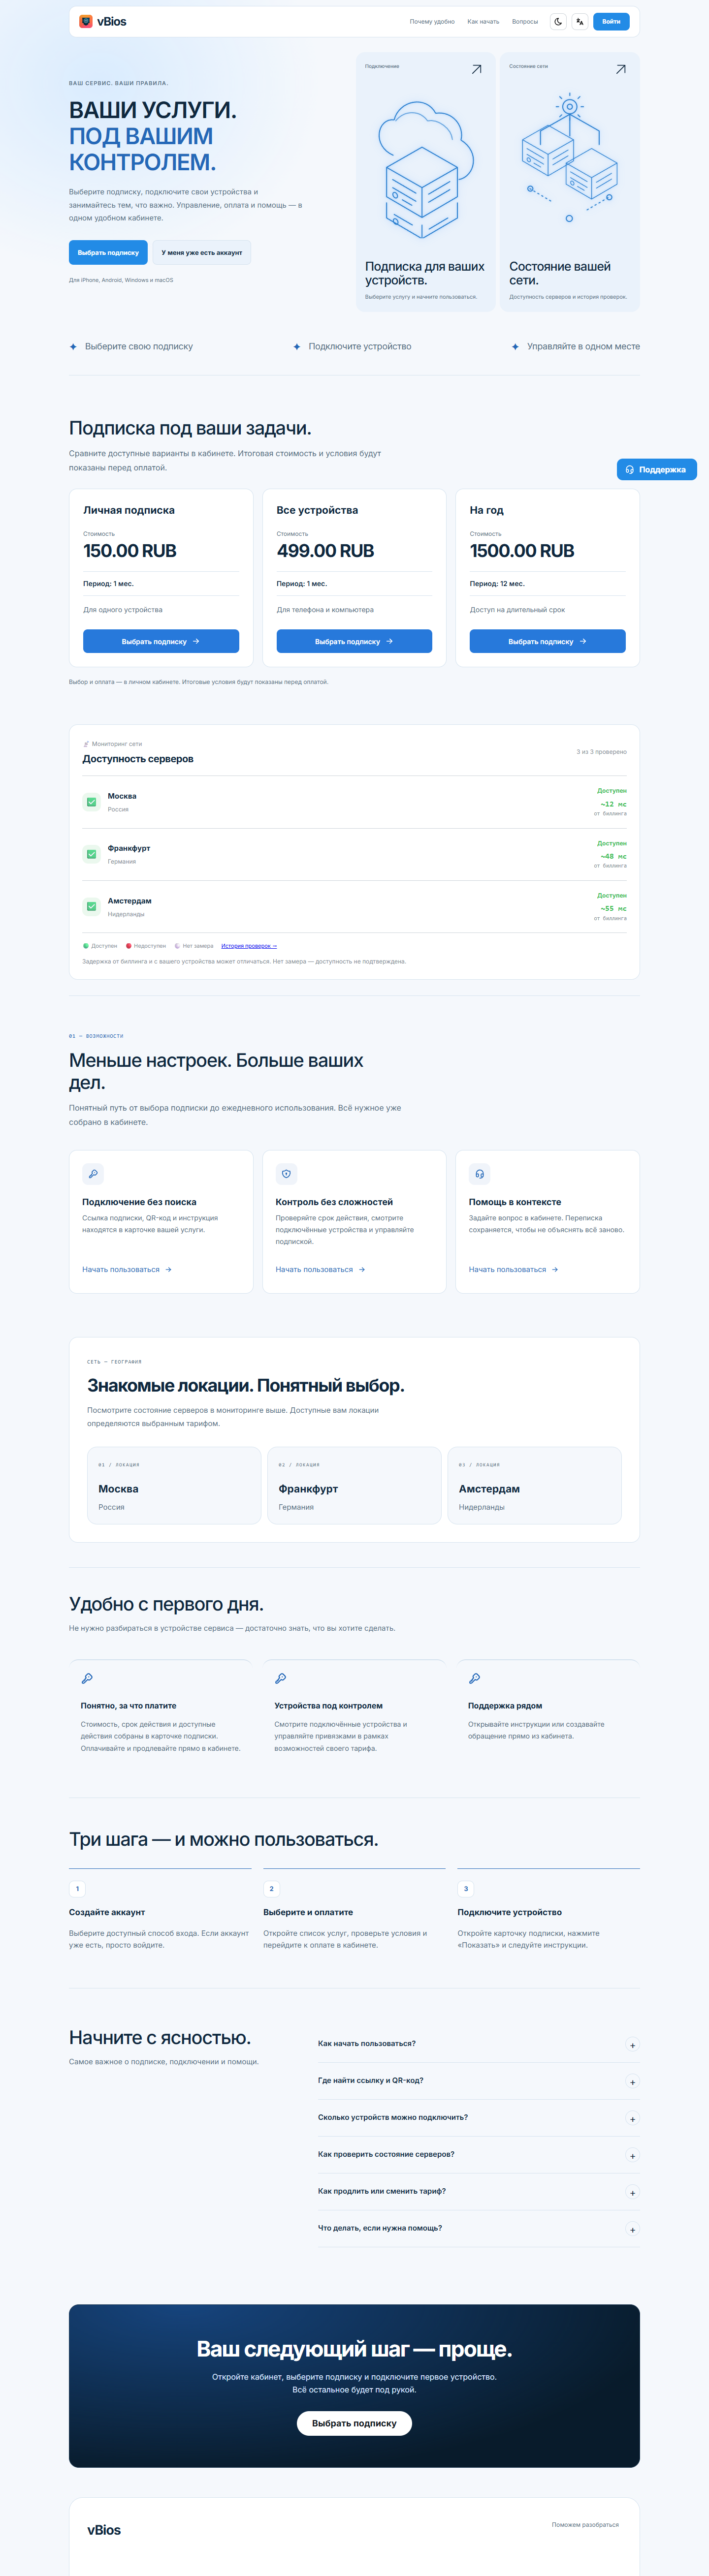 vBios
Почему удобно
Как начать
Вопросы
Войти
ВАШ СЕРВИС. ВАШИ ПРАВИЛА.
ВАШИ УСЛУГИ.
ПОД ВАШИМ
КОНТРОЛЕМ.
Выберите подписку, подключите свои устройства и
занимайтесь тем, что важно. Управление, оплата и помощь — в
одном удобном кабинете.
Выбрать подписку
У меня уже есть аккаунт
Для iPhone, Android, Windows и macOS
Подключение
Подписка для ваших
устройств.
Выберите услугу и начните пользоваться.
Состояние сети
Состояние вашей
сети.
Доступность серверов и история проверок.
Выберите свою подписку
Подключите устройство
Управляйте в одном месте
Подписка под ваши задачи.
Сравните доступные варианты в кабинете. Итоговая стоимость и условия будут
показаны перед оплатой.
Поддержка
Личная подписка
Стоимость
150.00 RUB
Период: 1 мес.
Для одного устройства
Выбрать подписку →
Все устройства
Стоимость
499.00 RUB
Период: 1 мес.
Для телефона и компьютера
Выбрать подписку →
На год
Стоимость
1500.00 RUB
Период: 12 мес.
Доступ на длительный срок
Выбрать подписку →
Выбор и оплата — в личном кабинете. Итоговые условия будут показаны перед оплатой.
Мониторинг сети
Доступность серверов
3 из 3 проверено
Москва
Россия
Доступен
~12 мс
от биллинга
Франкфурт
Германия
Доступен
~48 мс
от биллинга
Амстердам
Нидерланды
Доступен
~55 мс
от биллинга
Доступен
Недоступен
Нет замера
История проверок →
Задержка от биллинга и с вашего устройства может отличаться. Нет замера — доступность не подтверждена.
01 — ВОЗМОЖНОСТИ
Меньше настроек. Больше ваших
дел.
Понятный путь от выбора подписки до ежедневного использования. Всё нужное уже
собрано в кабинете.
Подключение без поиска
Ссылка подписки, QR-код и инструкция
находятся в карточке вашей услуги.
Начать пользоваться →
Контроль без сложностей
Проверяйте срок действия, смотрите
подключённые устройства и управляйте
подпиской.
Начать пользоваться →
Помощь в контексте
Задайте вопрос в кабинете. Переписка
сохраняется, чтобы не объяснять всё заново.
Начать пользоваться →
СЕТЬ — ГЕОГРАФИЯ
Знакомые локации. Понятный выбор.
Посмотрите состояние серверов в мониторинге выше. Доступные вам локации
определяются выбранным тарифом.
01 / ЛОКАЦИЯ
Москва
Россия
02 / ЛОКАЦИЯ
Франкфурт
Германия
03 / ЛОКАЦИЯ
Амстердам
Нидерланды
Удобно с первого дня.
Не нужно разбираться в устройстве сервиса — достаточно знать, что вы хотите сделать.
Понятно, за что платите
Стоимость, срок действия и доступные
действия собраны в карточке подписки.
Оплачивайте и продлевайте прямо в кабинете.
Устройства под контролем
Смотрите подключённые устройства и
управляйте привязками в рамках
возможностей своего тарифа.
Поддержка рядом
Открывайте инструкции или создавайте
обращение прямо из кабинета.
Три шага — и можно пользоваться.
1
Создайте аккаунт
Выберите доступный способ входа. Если аккаунт
уже есть, просто войдите.
2
Выберите и оплатите
Откройте список услуг, проверьте условия и
перейдите к оплате в кабинете.
3
Подключите устройство
Откройте карточку подписки, нажмите
«Показать» и следуйте инструкции.
Начните с ясностью.
Самое важное о подписке, подключении и помощи.
Как начать пользоваться? +
Где найти ссылку и QR-код? +
Сколько устройств можно подключить? +
Как проверить состояние серверов? +
Как продлить или сменить тариф? +
Что делать, если нужна помощь? +
Ваш следующий шаг — проще.
Откройте кабинет, выберите подписку и подключите первое устройство.
Всё остальное будет под рукой.
Выбрать подписку
vBios
Поможем разобраться